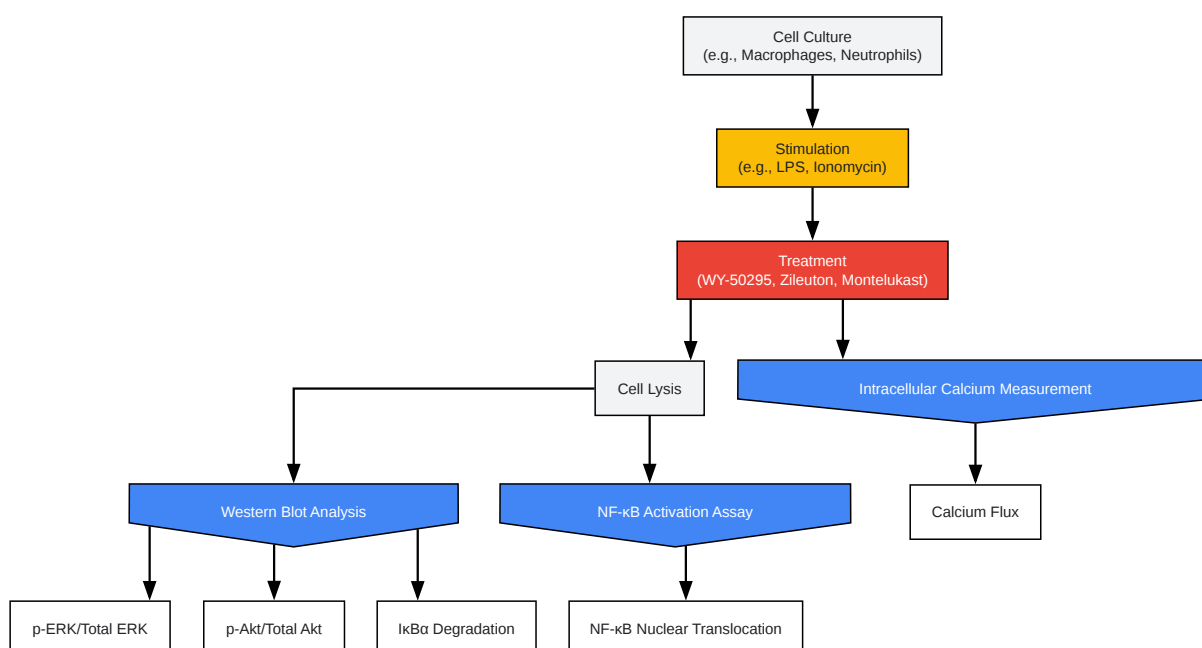 Cell Culture
(e.g., Macrophages, Neutrophils)
Stimulation
(e.g., LPS, Ionomycin)
Treatment
(WY-50295, Zileuton, Montelukast)
Cell Lysis
Intracellular Calcium Measurement
Western Blot Analysis
NF-κB Activation Assay
Calcium Flux
p-ERK/Total ERK
p-Akt/Total Akt
IκBα Degradation
NF-κB Nuclear Translocation